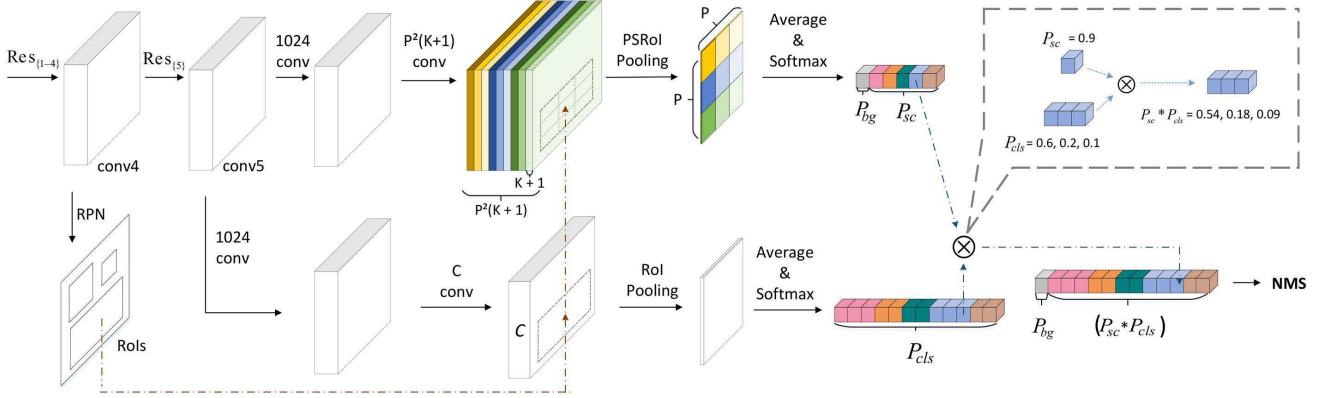 Res{1-4}
conv4
Res{5}
conv5
1024
conv
P²(K+1)
conv
K + 1
P²(K + 1)
PSRoI
Pooling
P
P
Average
&
Softmax
Pbg
Psc
Psc = 0.9
Pcls = 0.6, 0.2, 0.1
Psc * Pcls = 0.54, 0.18, 0.09
RPN
RoIs
1024
conv
C
conv
C
RoI
Pooling
Average
&
Softmax
Pcls
Pbg
(Psc*Pcls)
NMS